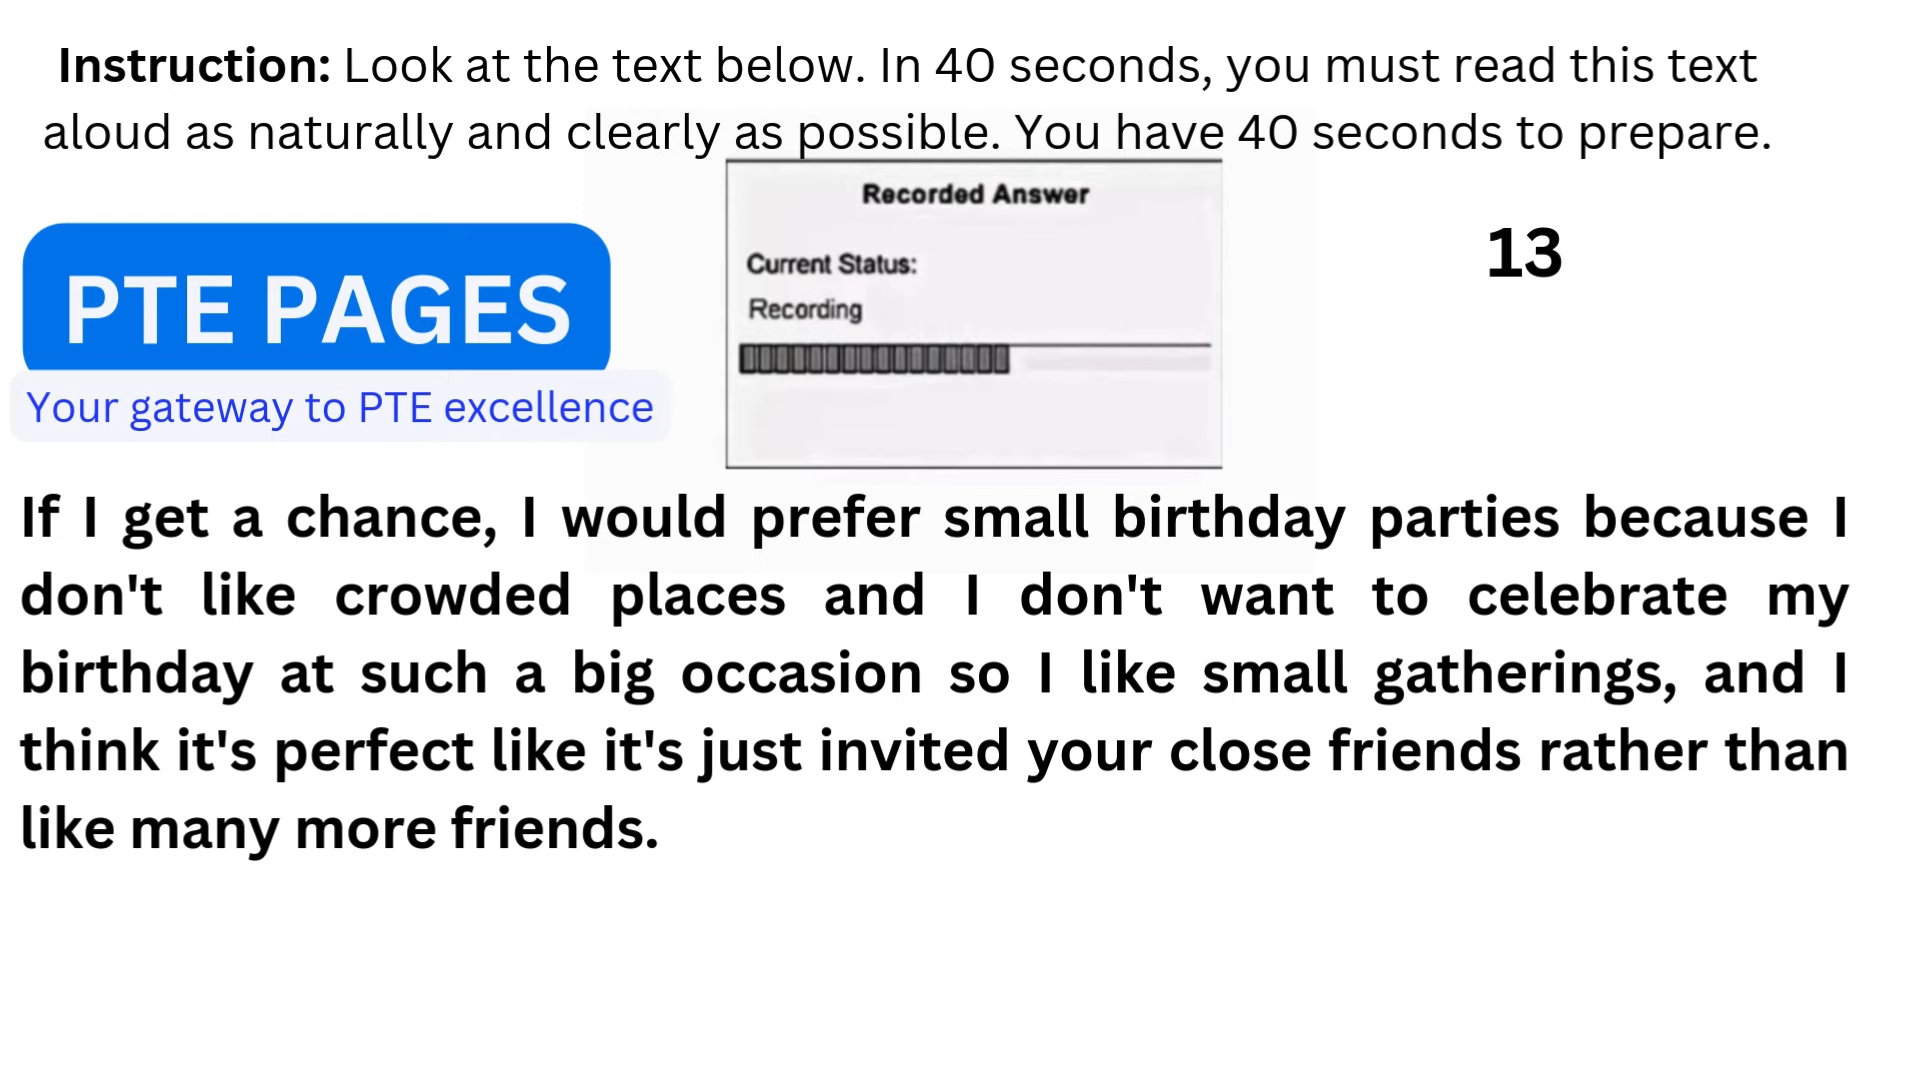 Instruction: Look at the text below. In 40 seconds, you must read this text
aloud as naturally and clearly as possible. You have 40 seconds to prepare.
Recorded Answer
Current Status:
Recording
13
PTE PAGES
Your gateway to PTE excellence
If I get a chance, I would prefer small birthday parties because I
don't like crowded places and I don't want to celebrate my
birthday at such a big occasion so I like small gatherings, and I
think it's perfect like it's just invited your close friends rather than
like many more friends.